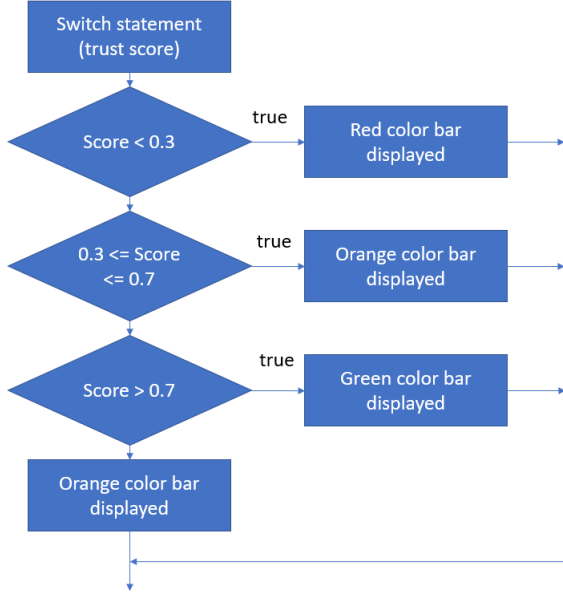 Switch statement
(trust score)
Score < 0.3
true
Red color bar
displayed
0.3 <= Score
<= 0.7
true
Orange color bar
displayed
Score > 0.7
true
Green color bar
displayed
Orange color bar
displayed